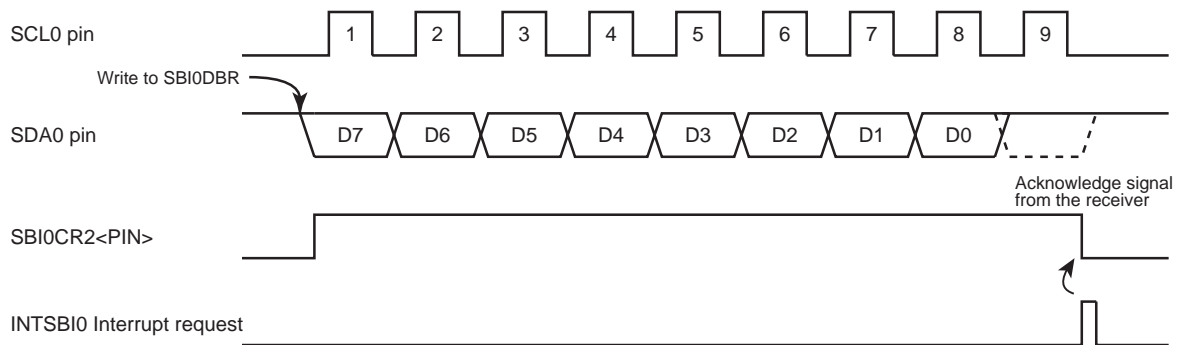 SCL0 pin
1 2 3 4 5 6 7 8 9
Write to SBI0DBR
SDA0 pin
D7 D6 D5 D4 D3 D2 D1 D0
Acknowledge signal
from the receiver
SBI0CR2<PIN>
INTSBI0 Interrupt request